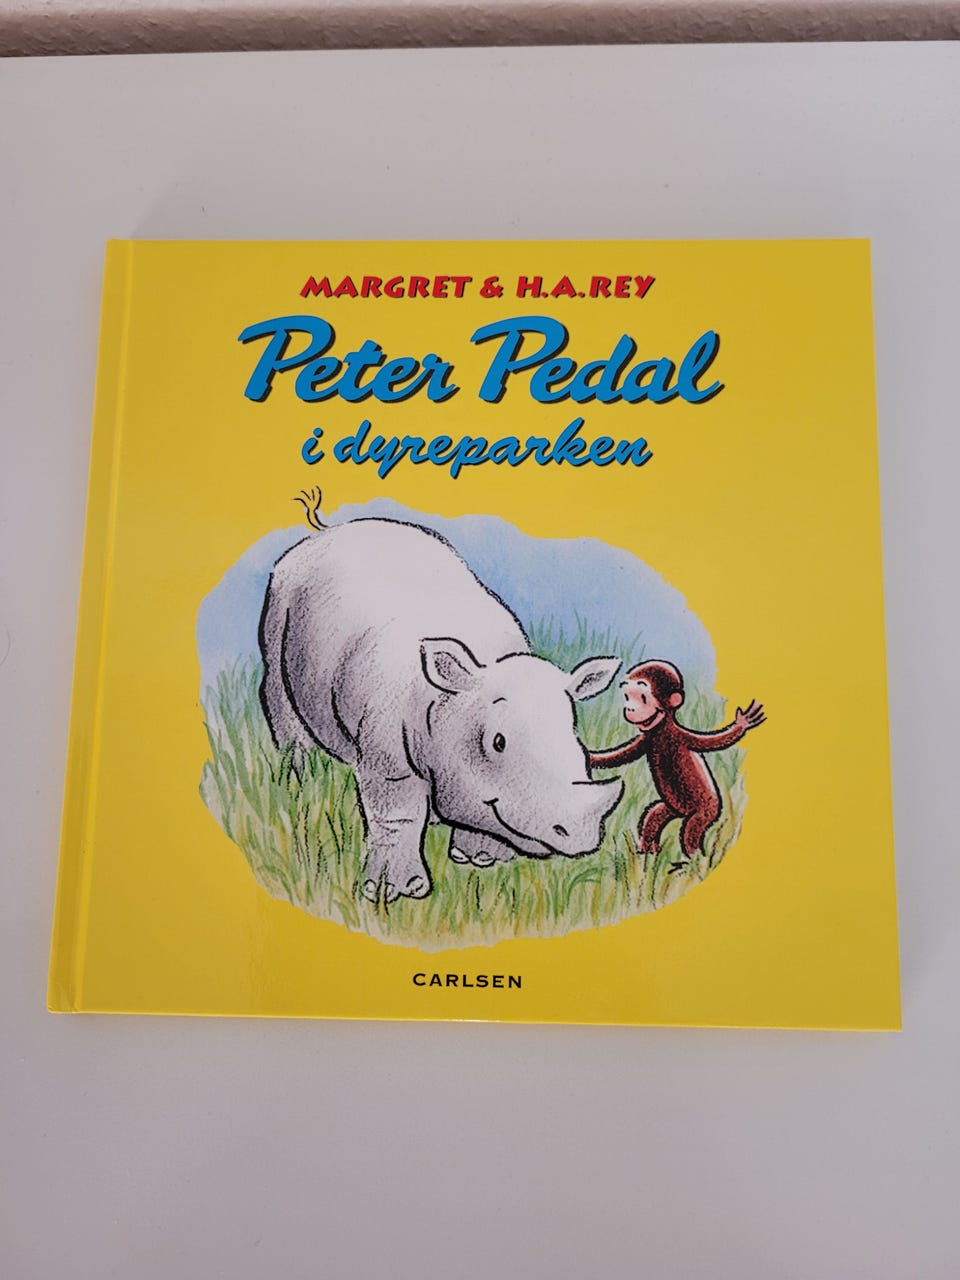 MARGRET & H.A.REY
Peter Pedal
i dyreparken
CARLSEN